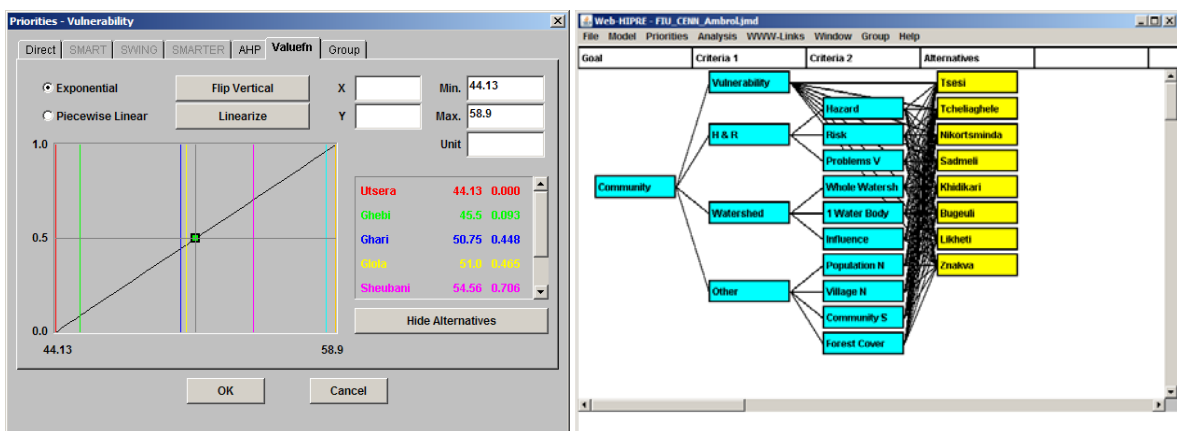 Priorities - Vulnerability
Direct SMART SWING SMARTER AHP Valuefn Group
Exponential Flip Vertical X Min. 44.13
Piecewise Linear Linearize Y Max. 58.9
Unit
1.0
0.5
0.0
44.13 58.9
Utsera 44.13 0.000
Ghebi 45.5 0.093
Ghari 50.75 0.448
Glola 51.0 0.465
Sheubani 54.56 0.706
Hide Alternatives
OK Cancel
Web-HIPRE - FIU_CENN_Ambrol.jmd
File Model Priorities Analysis WWW-Links Window Group Help
Goal Criteria 1 Criteria 2 Alternatives
Community
Vulnerability
H & R
Watershed
Other
Hazard
Risk
Problems V
Whole Watersh
1 Water Body
Influence
Population N
Village N
Community S
Forest Cover
Tsesi
Tcheliaghele
Nikortsminda
Sadmeli
Khidikari
Bugeuli
Likheti
Znakva